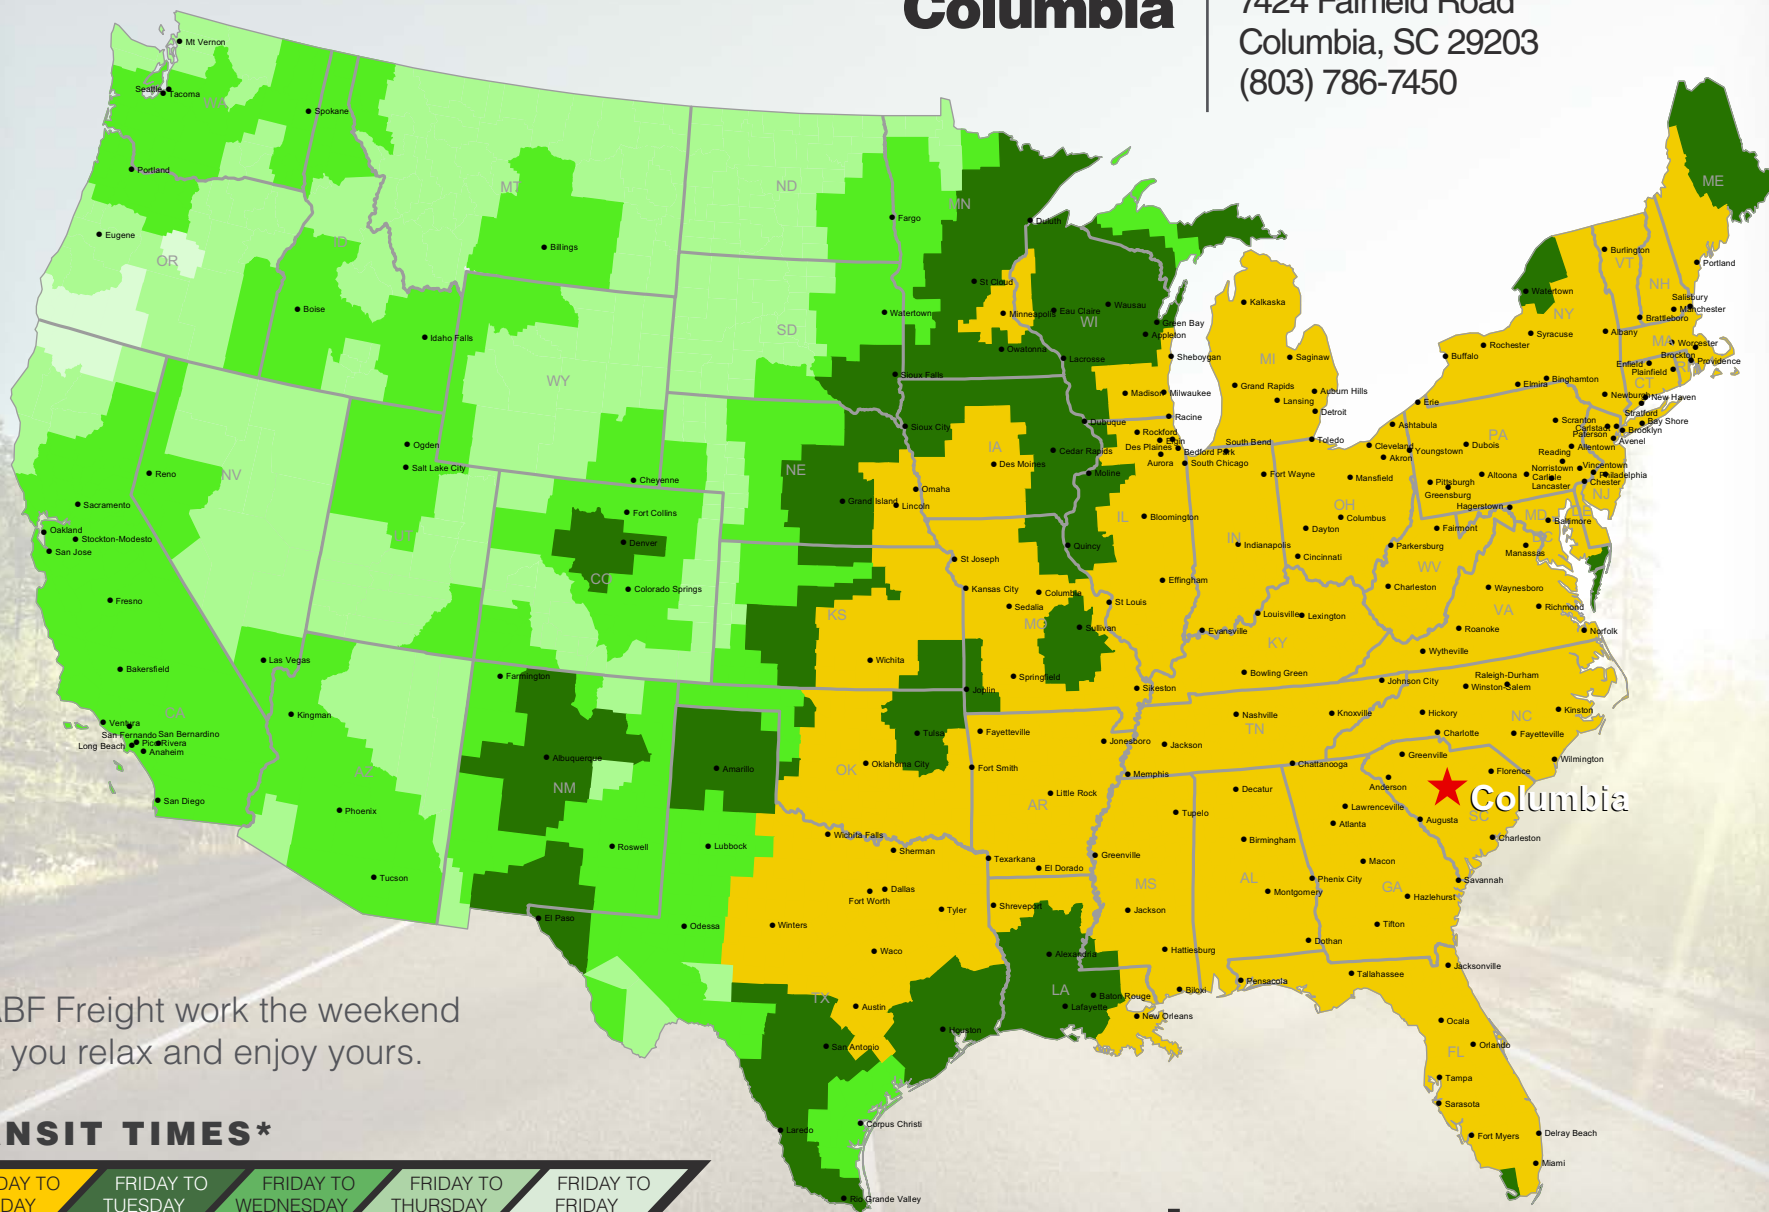 Columbia
7424 Fairfield Road
Columbia, SC 29203
(803) 786-7450
Mt Vernon
Seattle
Tacoma
WA
Spokane
Portland
Eugene
OR
Boise
ID
Idaho Falls
MT
Billings
WY
Cheyenne
ND
Fargo
SD
Watertown
Sioux Falls
MN
Duluth
St Cloud
Minneapolis
Owatonna
WI
Eau Claire
Wausau
Green Bay
Appleton
Lacrosse
Sheboygan
Madison
Milwaukee
Racine
MI
Kalkaska
Saginaw
Grand Rapids
Lansing
Auburn Hills
Detroit
NY
Watertown
Syracuse
Rochester
Buffalo
Albany
Binghamton
Elmira
Newburgh
Bay Shore
Brooklyn
VT
Burlington
Brattleboro
NH
Salisbury
Manchester
ME
Portland
MA
Worcester
Brockton
Providence
RI
Enfield
Plainfield
CT
New Haven
Stratford
PA
Erie
Scranton
Dubois
Allentown
Reading
Altoona
Norristown
Carlisle
Lancaster
Philadelphia
Chester
Pittsburgh
Greensburg
NJ
Carlstadt
Paterson
Avenel
Vincentown
MD
Hagerstown
Baltimore
DE
DC
OH
Ashtabula
Toledo
Cleveland
Akron
Youngstown
Mansfield
Columbus
Dayton
Cincinnati
IN
South Bend
Fort Wayne
Indianapolis
Evansville
IL
Rockford
Elgin
Des Plaines
Bedford Park
Aurora
South Chicago
Moline
Bloomington
Quincy
Effingham
IA
Sioux City
Dubuque
Cedar Rapids
Des Moines
NE
Grand Island
Omaha
Lincoln
KS
Wichita
MO
St Joseph
Kansas City
Columbia
Sedalia
St Louis
Sullivan
Springfield
Joplin
Sikeston
KY
Louisville
Lexington
Bowling Green
WV
Fairmont
Parkersburg
Charleston
VA
Manassas
Waynesboro
Richmond
Roanoke
Norfolk
Wytheville
NV
Reno
Las Vegas
UT
Ogden
Salt Lake City
CO
Fort Collins
Denver
Colorado Springs
CA
Sacramento
Oakland
Stockton-Modesto
San Jose
Fresno
Bakersfield
Ventura
San Fernando
San Bernardino
Pico Rivera
Long Beach
Anaheim
San Diego
AZ
Kingman
Phoenix
Tucson
NM
Farmington
Albuquerque
Roswell
OK
Tulsa
Oklahoma City
TX
Amarillo
Lubbock
Wichita Falls
Sherman
Dallas
Fort Worth
Tyler
El Paso
Odessa
Winters
Waco
Austin
San Antonio
Houston
Corpus Christi
Laredo
Rio Grande Valley
AR
Fayetteville
Fort Smith
Jonesboro
Little Rock
Texarkana
El Dorado
LA
Shreveport
Alexandria
Baton Rouge
Lafayette
New Orleans
MS
Tupelo
Greenville
Jackson
Hattiesburg
Biloxi
TN
Nashville
Knoxville
Johnson City
Jackson
Memphis
Chattanooga
AL
Decatur
Birmingham
Montgomery
Dothan
GA
Lawrenceville
Atlanta
Augusta
Macon
Phenix City
Savannah
Hazlehurst
Tifton
NC
Raleigh-Durham
Winston-Salem
Hickory
Kinston
Charlotte
Fayetteville
Wilmington
SC
Greenville
Anderson
Florence
Columbia
Charleston
FL
Pensacola
Tallahassee
Jacksonville
Ocala
Orlando
Tampa
Sarasota
Fort Myers
Delray Beach
Miami
ABF Freight work the weekend
you relax and enjoy yours.
NSIT TIMES*
DAY TO
DAY
FRIDAY TO
TUESDAY
FRIDAY TO
WEDNESDAY
FRIDAY TO
THURSDAY
FRIDAY TO
FRIDAY